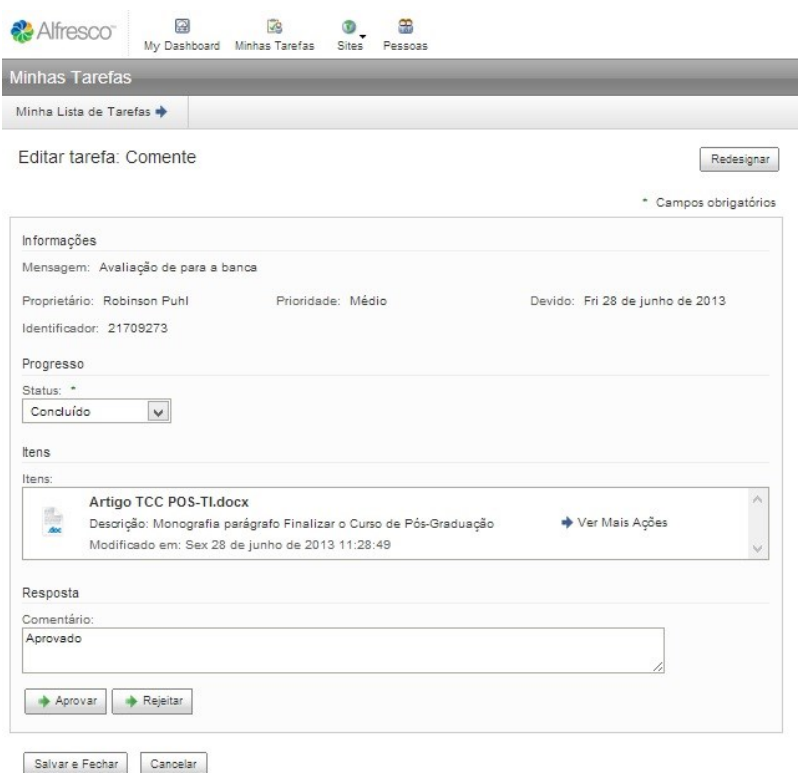 Alfresco™
My Dashboard Minhas Tarefas Sites Pessoas
Minhas Tarefas
Minha Lista de Tarefas
Editar tarefa: Comente
Redesignar
* Campos obrigatórios
Informações
Mensagem: Avaliação de para a banca
Proprietário: Robinson Puhl Prioridade: Médio Devido: Fri 28 de junho de 2013
Identificador: 21709273
Progresso
Status: *
Concluído
Itens
Itens:
Artigo TCC POS-TI.docx
Descrição: Monografia parágrafo Finalizar o Curso de Pós-Graduação Ver Mais Ações
Modificado em: Sex 28 de junho de 2013 11:28:49
Resposta
Comentário:
Aprovado
Aprovar Rejeitar
Salvar e Fechar Cancelar